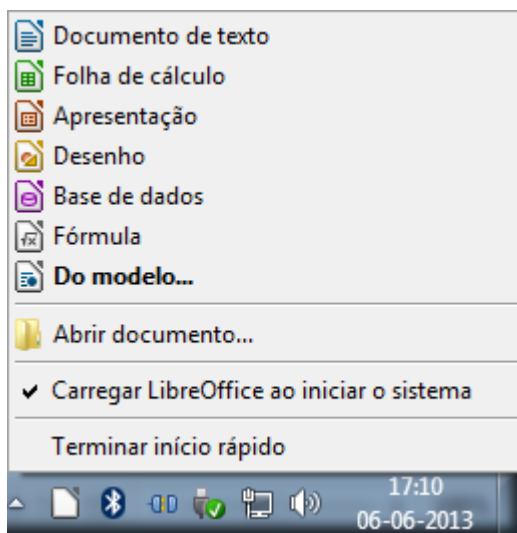 Documento de texto
Folha de cálculo
Apresentação
Desenho
Base de dados
Fórmula
Do modelo...
Abrir documento...
Carregar LibreOffice ao iniciar o sistema
Terminar início rápido
17:10
06-06-2013